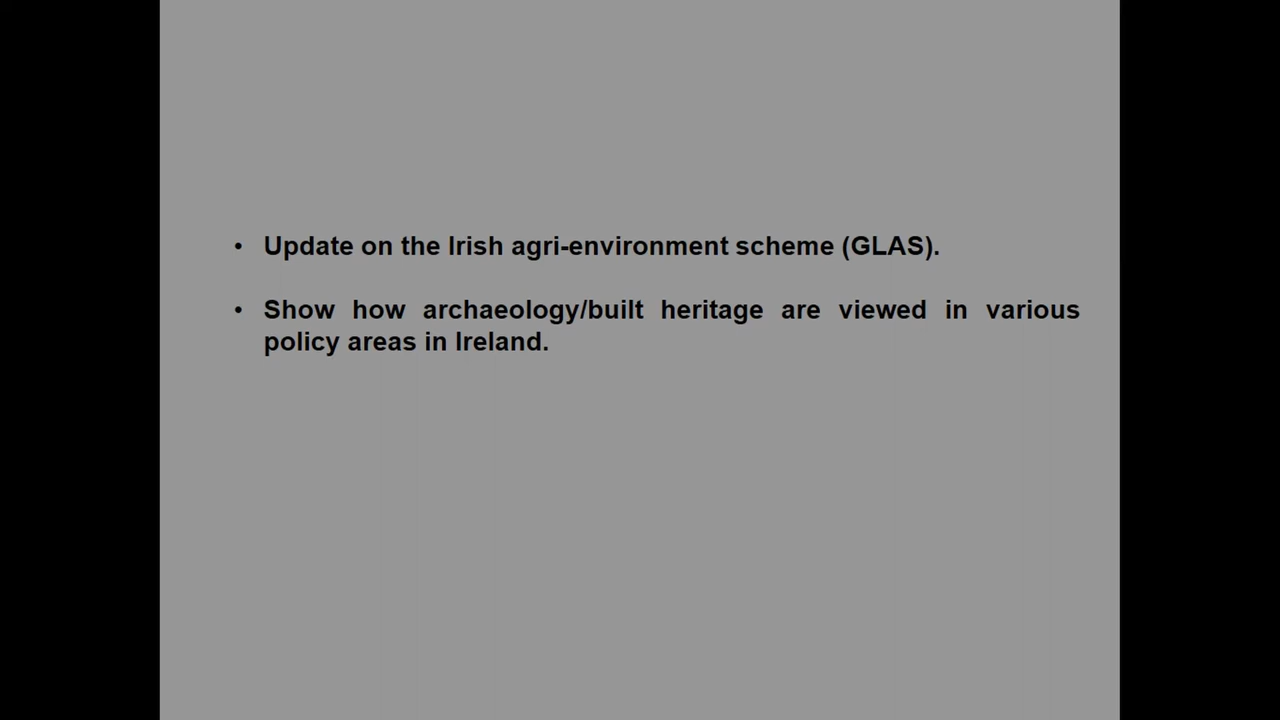 • Update on the Irish agri-environment scheme (GLAS).
• Show how archaeology/built heritage are viewed in various
policy areas in Ireland.